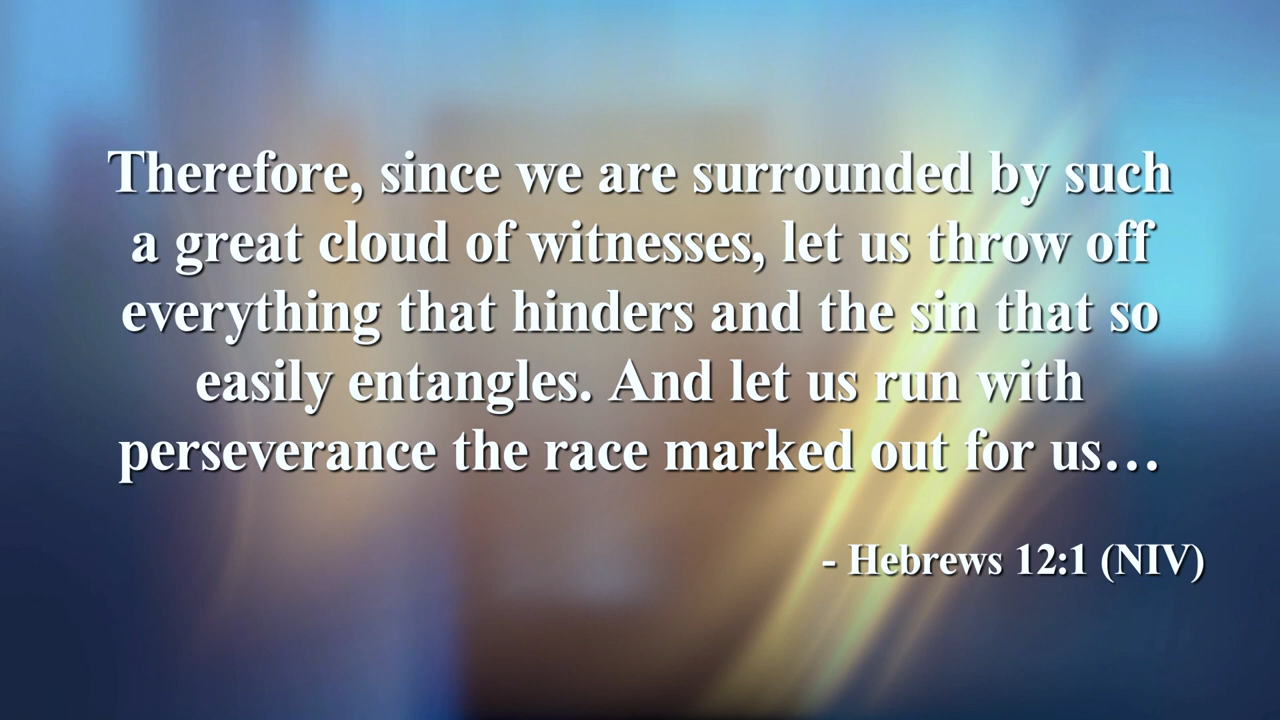 Therefore, since we are surrounded by such
a great cloud of witnesses, let us throw off
everything that hinders and the sin that so
easily entangles. And let us run with
perseverance the race marked out for us…
- Hebrews 12:1 (NIV)